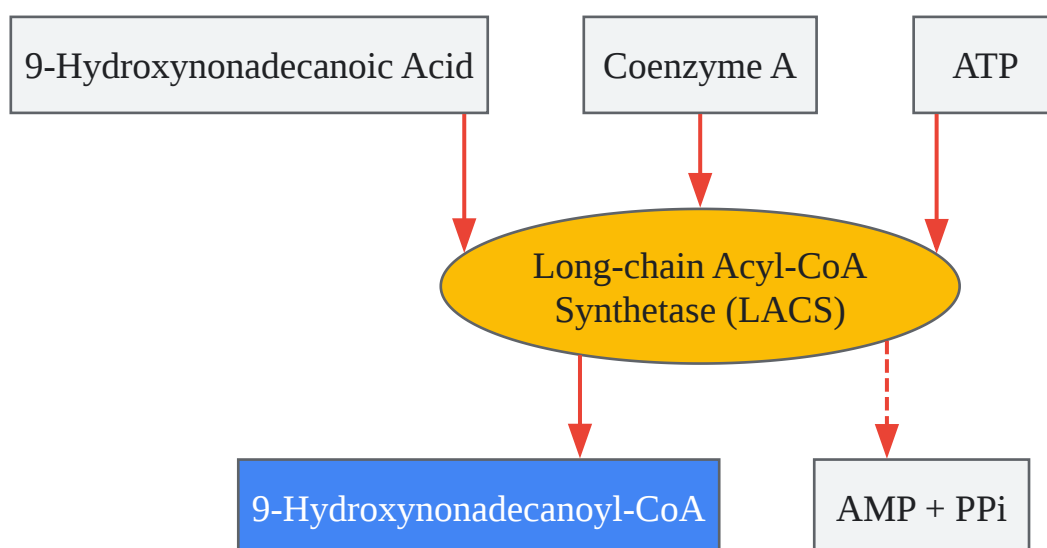 9-Hydroxynonadecanoic Acid
Coenzyme A
ATP
Long-chain Acyl-CoA
Synthetase (LACS)
9-Hydroxynonadecanoyl-CoA
AMP + PPi